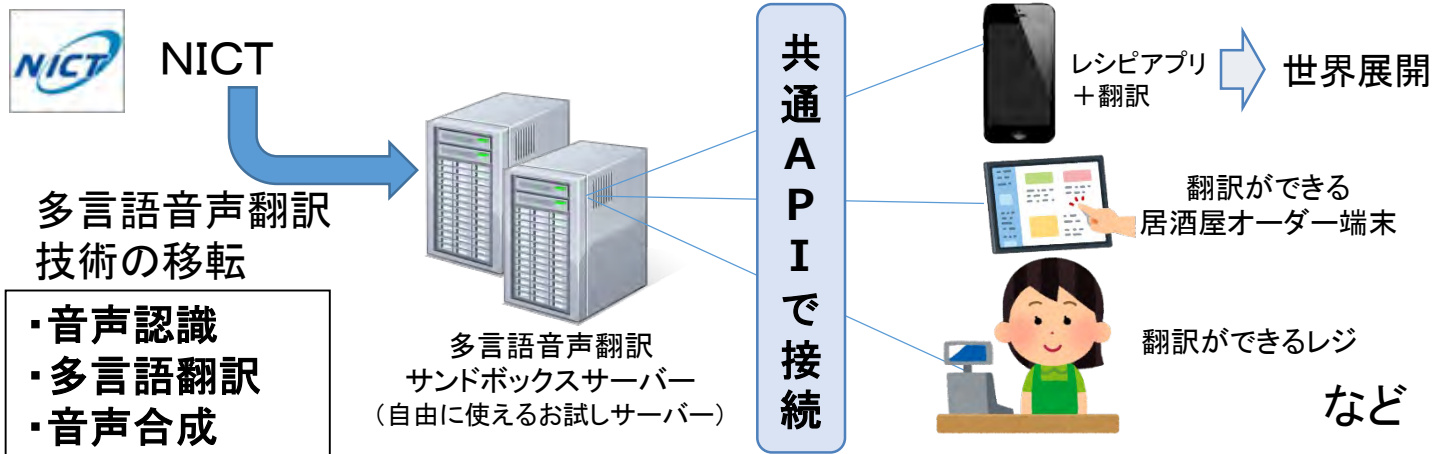 NICT
NICT
多言語音声翻訳
技術の移転
・音声認識
・多言語翻訳
・音声合成
多言語音声翻訳
サンドボックスサーバー
（自由に使えるお試しサーバー）
共通APIで接続
レシピアプリ
＋翻訳
世界展開
翻訳ができる
居酒屋オーダー端末
翻訳ができるレジ
など